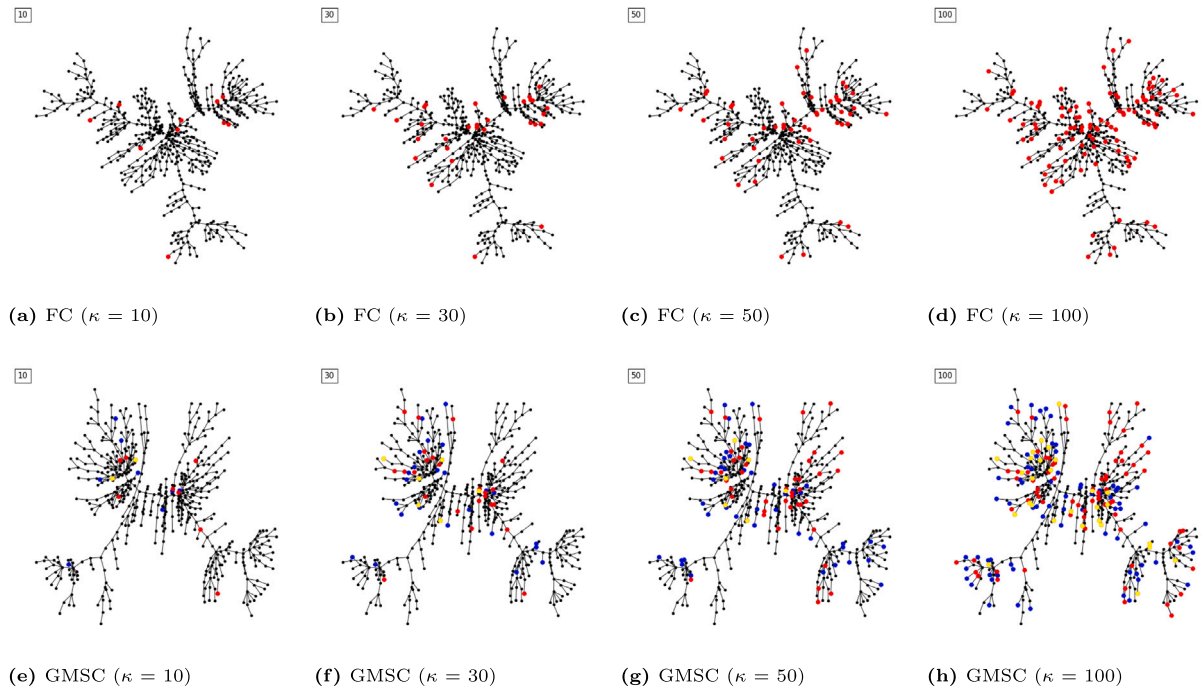 10
30
50
100
(a) FC (κ = 10)
(b) FC (κ = 30)
(c) FC (κ = 50)
(d) FC (κ = 100)
10
30
50
100
(e) GMSC (κ = 10)
(f) GMSC (κ = 30)
(g) GMSC (κ = 50)
(h) GMSC (κ = 100)